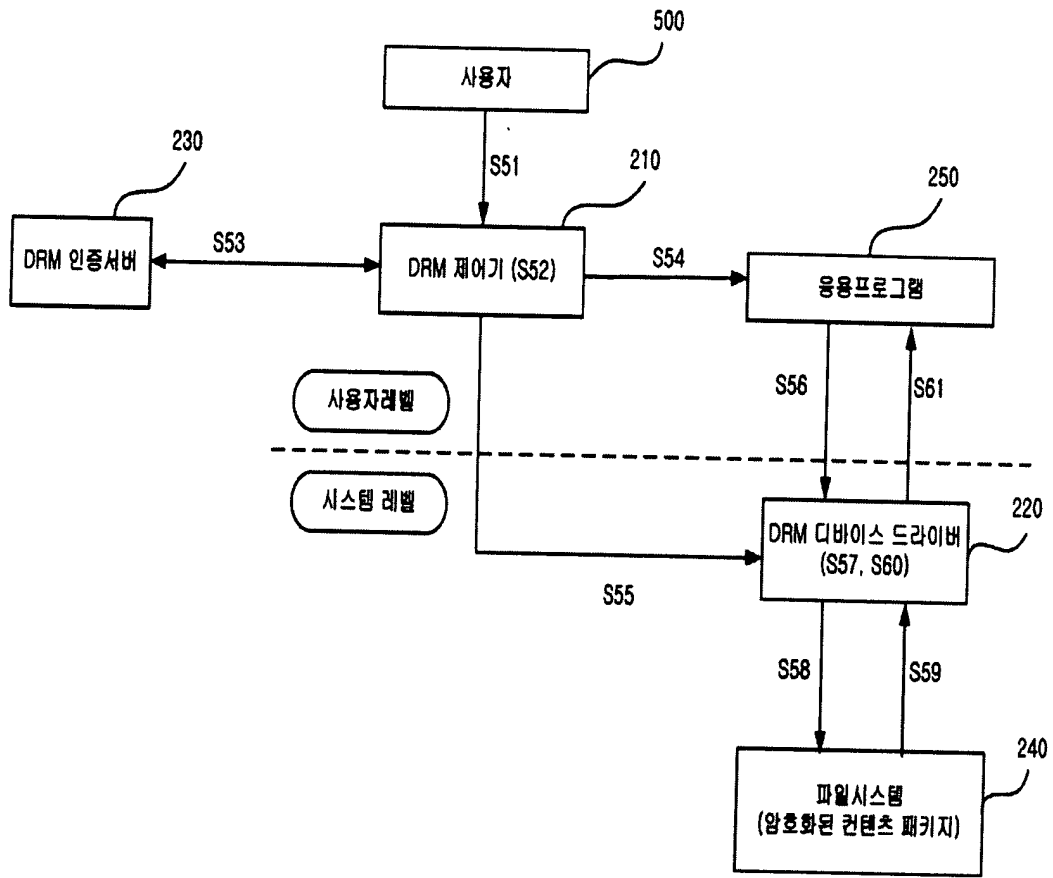 500
사용자
230
S51
210
250
DRM 인증서버
S53
DRM 제어기 (S52)
S54
응용프로그램
사용자레벨
S56
S61
시스템 레벨
DRM 디바이스 드라이버
(S57, S60)
220
S55
S58
S59
240
파일시스템
(암호화된 컨텐츠 패키지)